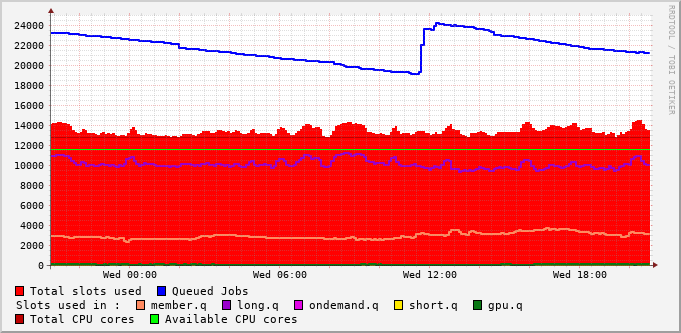 RRDTOOL / TOBI OETIKER
24000
22000
20000
18000
16000
14000
12000
10000
8000
6000
4000
2000
0
Wed 00:00 Wed 06:00 Wed 12:00 Wed 18:00
Total slots used Queued Jobs
Slots used in : member.q long.q ondemand.q short.q gpu.q
Total CPU cores Available CPU cores